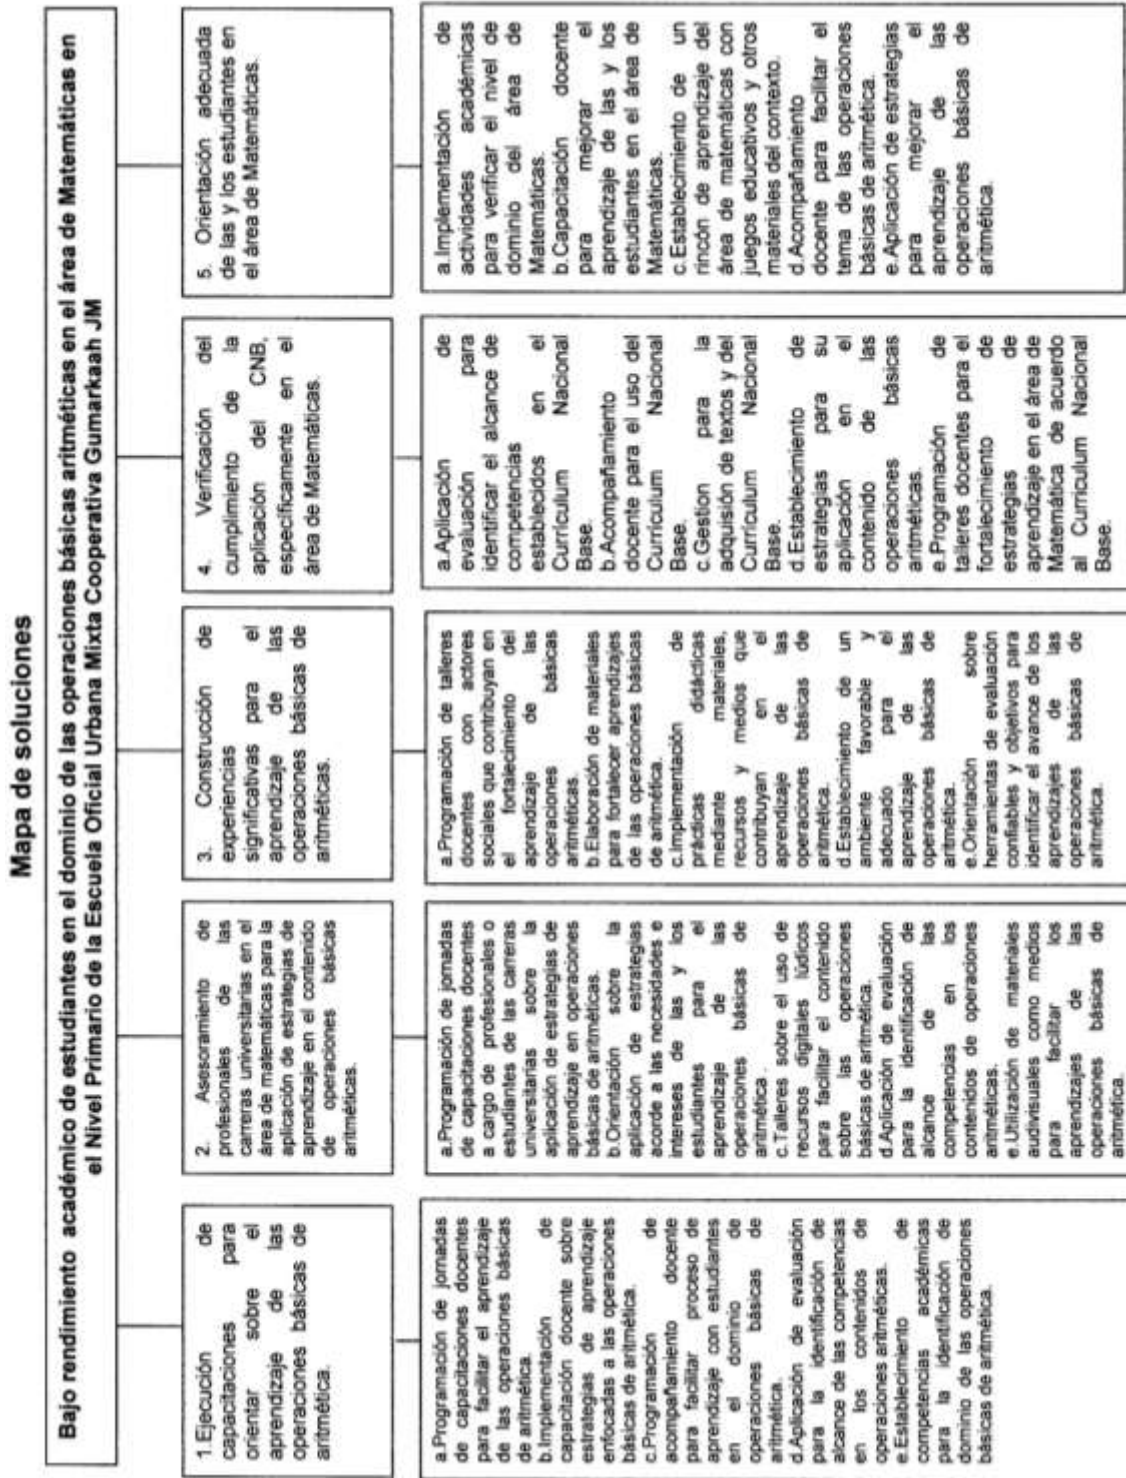 Mapa de soluciones
Bajo rendimiento académico de estudiantes en el dominio de las operaciones básicas aritméticas en el área de Matemáticas en
el Nivel Primario de la Escuela Oficial Urbana Mixta Cooperativa Gumarkaah JM
1.Ejecución de
capacitaciones para
orientar sobre el
aprendizaje de las
operaciones básicas de
aritmética.
2. Asesoramiento de
profesionales de las
carreras universitarias en el
área de matemáticas para la
aplicación de estrategias de
aprendizaje en el contenido
de operaciones básicas
aritméticas.
3. Construcción de
experiencias
significativas para el
aprendizaje de las
operaciones básicas de
aritméticas.
4. Verificación del
cumplimiento de la
aplicación del CNB,
específicamente en el
área de Matemáticas.
5. Orientación adecuada
de las y los estudiantes en
el área de Matemáticas.
a.Programación de jornadas
de capacitaciones docentes
para facilitar el aprendizaje
de las operaciones básicas
de aritmética.
b.Implementación de
capacitación docente sobre
estrategias de aprendizaje
enfocadas a las operaciones
básicas de aritmética.
c.Programación de
acompañamiento docente
para facilitar proceso de
aprendizaje con estudiantes
en el dominio de
operaciones básicas de
aritmética.
d.Aplicación de evaluación
para la identificación de
alcance de las competencias
en los contenidos de
operaciones aritméticas.
e.Establecimiento de
competencias académicas
para la identificación de
dominio de las operaciones
básicas de aritmética.
a.Programación de jornadas
de capacitaciones docentes
a cargo de profesionales o
estudiantes de las carreras
universitarias sobre la
aplicación de estrategias de
aprendizaje en operaciones
básicas de aritméticas.
b.Orientación sobre la
aplicación de estrategias
acorde a las necesidades e
intereses de las y los
estudiantes para el
aprendizaje de las
operaciones básicas de
aritmética .
c.Talleres sobre el uso de
recursos digitales lúdicos
para facilitar el contenido
sobre las operaciones
básicas de aritmética.
d.Aplicación de evaluación
para la identificación de
alcance de las
competencias en los
contenidos de operaciones
aritméticas.
e.Utilización de materiales
audivisuales como medios
para facilitar los
aprendizajes de las
operaciones básicas de
aritmética
a.Programación de talleres
docentes con actores
sociales que contribuyan en
el fortalecimiento del
aprendizaje de las
operaciones básicas
aritméticas.
b.Elaboración de materiales
para fortalecer aprendizajes
de las operaciones básicas
de aritmética.
c.Implementación de
prácticas didácticas
mediante materiales,
recursos y medios que
contribuyan en el
aprendizaje de las
operaciones básicas de
aritmética.
d.Establecimiento de un
ambiente favorable y
adecuado para el
aprendizaje de las
operaciones básicas de
aritmética.
e.Orientación sobre
herramientas de evaluación
confiables y objetivos para
identificar el avance de los
aprendizajes de las
operaciones básicas de
aritmética.
a.Aplicación de
evaluación para
identificar el alcance de
competencias
establecidos en el
Currículum Nacional
Base.
b.Acompañamiento
docente para el uso del
Currículum Nacional
Base.
c.Gestion para la
adquisición de textos y del
Currículum Nacional
Base.
d.Establecimiento de
estrategias para su
aplicación en el
contenido de las
operaciones básicas
aritméticas.
e.Programación de
talleres docentes para el
fortalecimiento de
estrategias de
aprendizaje en el área de
Matemática de acuerdo
al Curriculum Nacional
Base.
a.Implementación de
actividades académicas
para verificar el nivel de
dominio del área de
Matemáticas.
b.Capacitación docente
para mejorar el
aprendizaje de las y los
estudiantes en el área de
Matemáticas.
c.Establecimiento de un
rincón de aprendizaje del
área de matemáticas con
juegos educativos y otros
materiales del contexto.
d.Acompañamiento
docente para facilitar el
tema de las operaciones
básicas de aritmética.
e.Aplicación de estrategias
para mejorar el
aprendizaje de las
operaciones básicas de
aritmética.